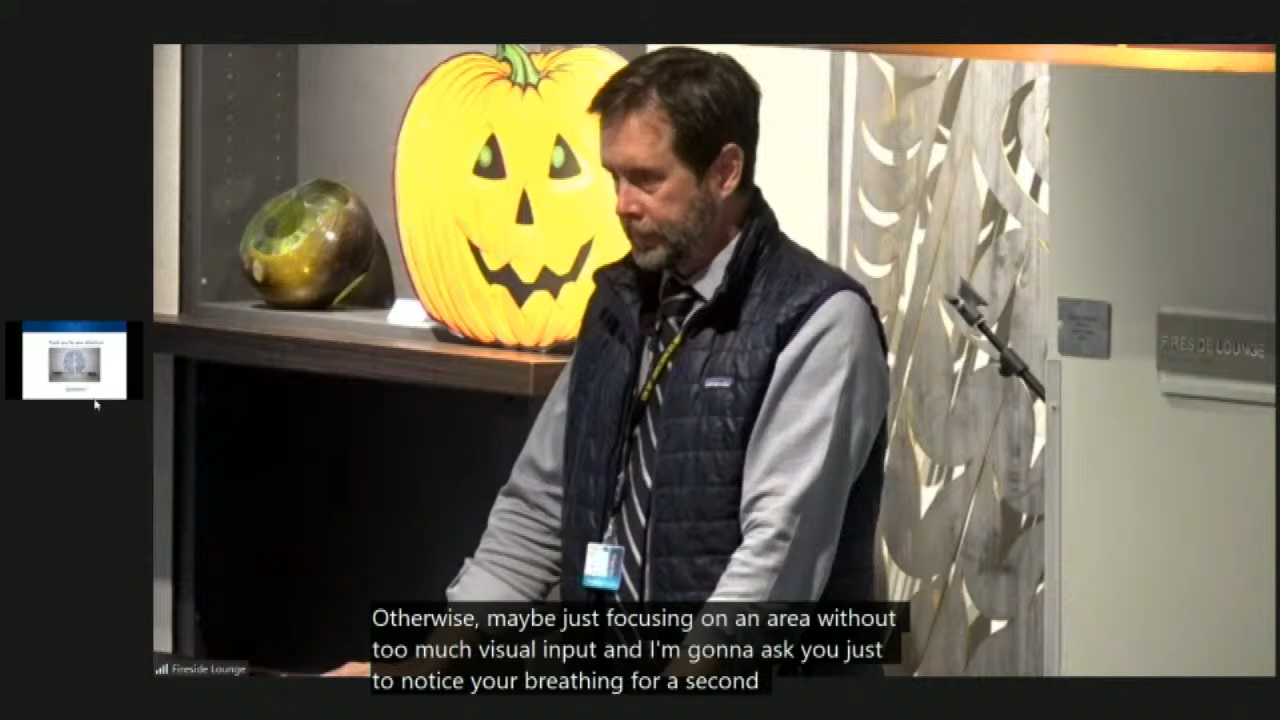 FIRESIDE LOUNGE
Otherwise, maybe just focusing on an area without
too much visual input and I'm gonna ask you just
to notice your breathing for a second
Fireside Lounge